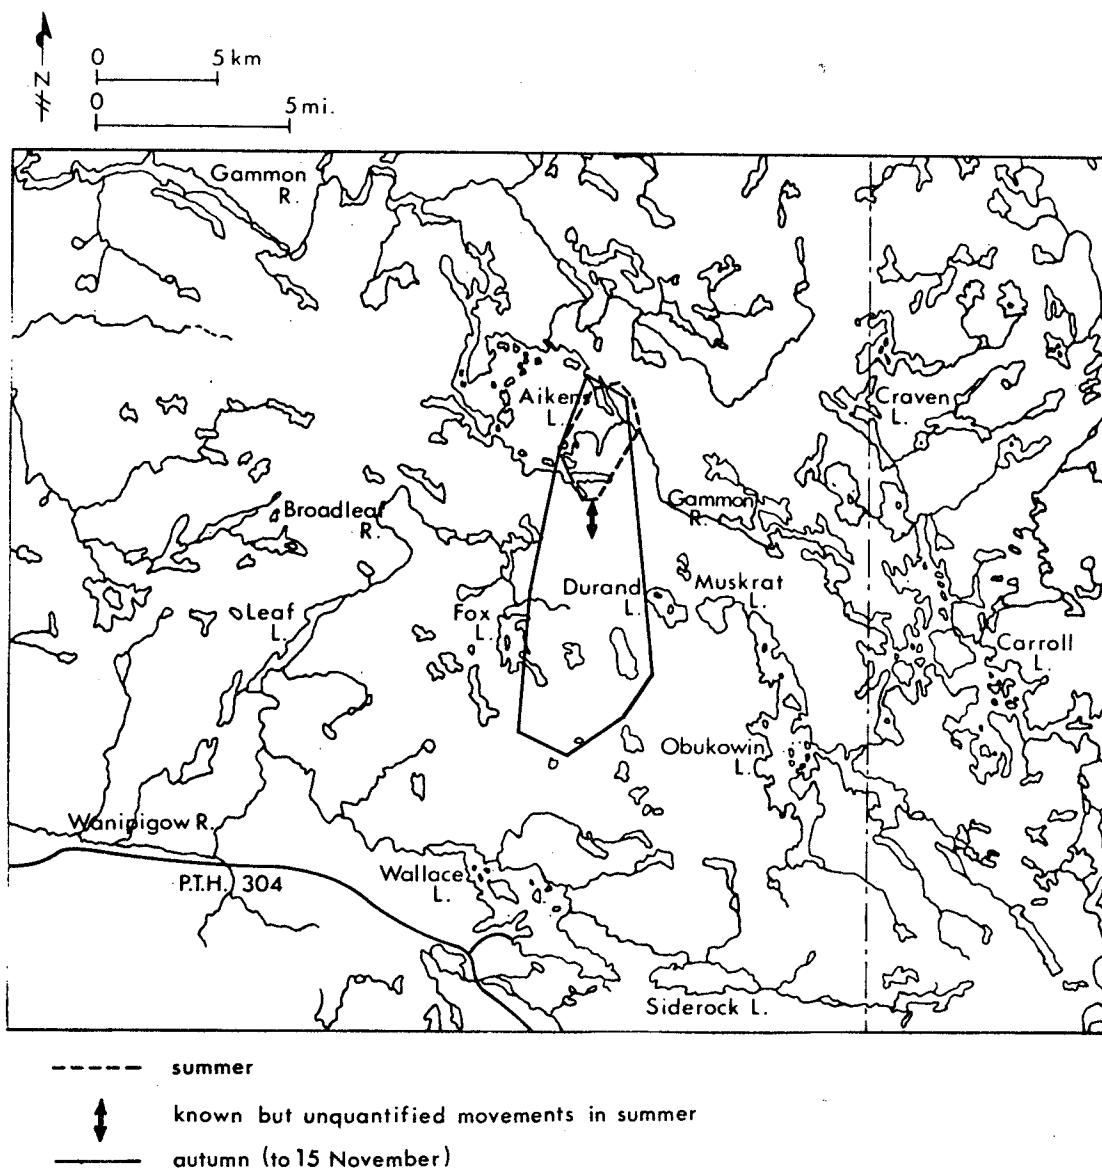 0 5 km
N
0 5 mi.
Gammon
R.
Aikens
L.
Craven
L.
Broadleaf
R.
Gammon
R.
Durand
L.
Muskrat
L.
Leaf
L.
Fox
L.
Carroll
L.
Obukowin
L.
Wanipigow R.
P.T.H. 304
Wallace
L.
Siderock L.
summer
known but unquantified movements in summer
autumn (to 15 November)